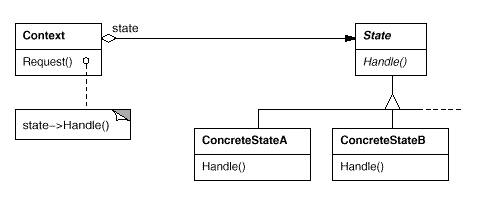 state
Context
State
Request()
Handle()
state->Handle()
ConcreteStateA
ConcreteStateB
Handle()
Handle()